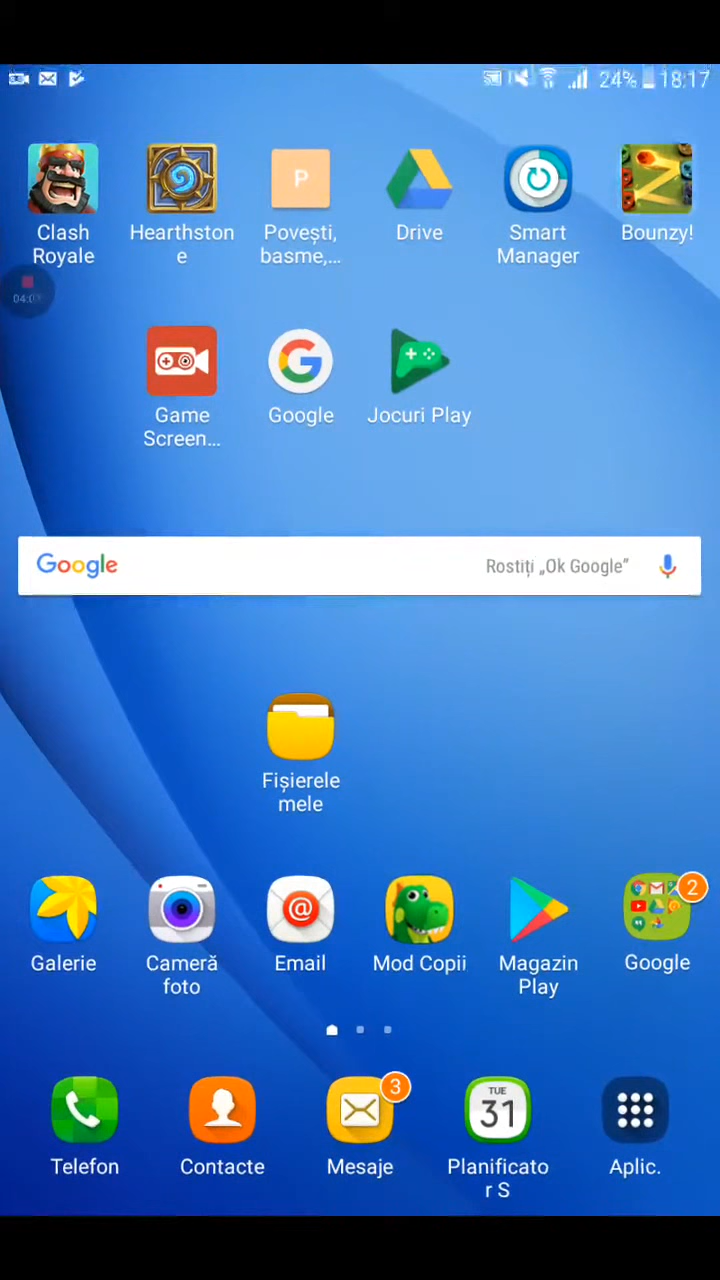 24% 18:17
Clash
Royale
Hearthston
e
P
Povești,
basme,...
Drive
Smart
Manager
Bounzy!
Game
Screen...
Google
Jocuri Play
Google
Rostiți „Ok Google”
Fișierele
mele
Galerie
Cameră
foto
Email
Mod Copii
Magazin
Play
2
Google
Telefon
Contacte
3
Mesaje
TUE
31
Planificato
r S
Aplic.